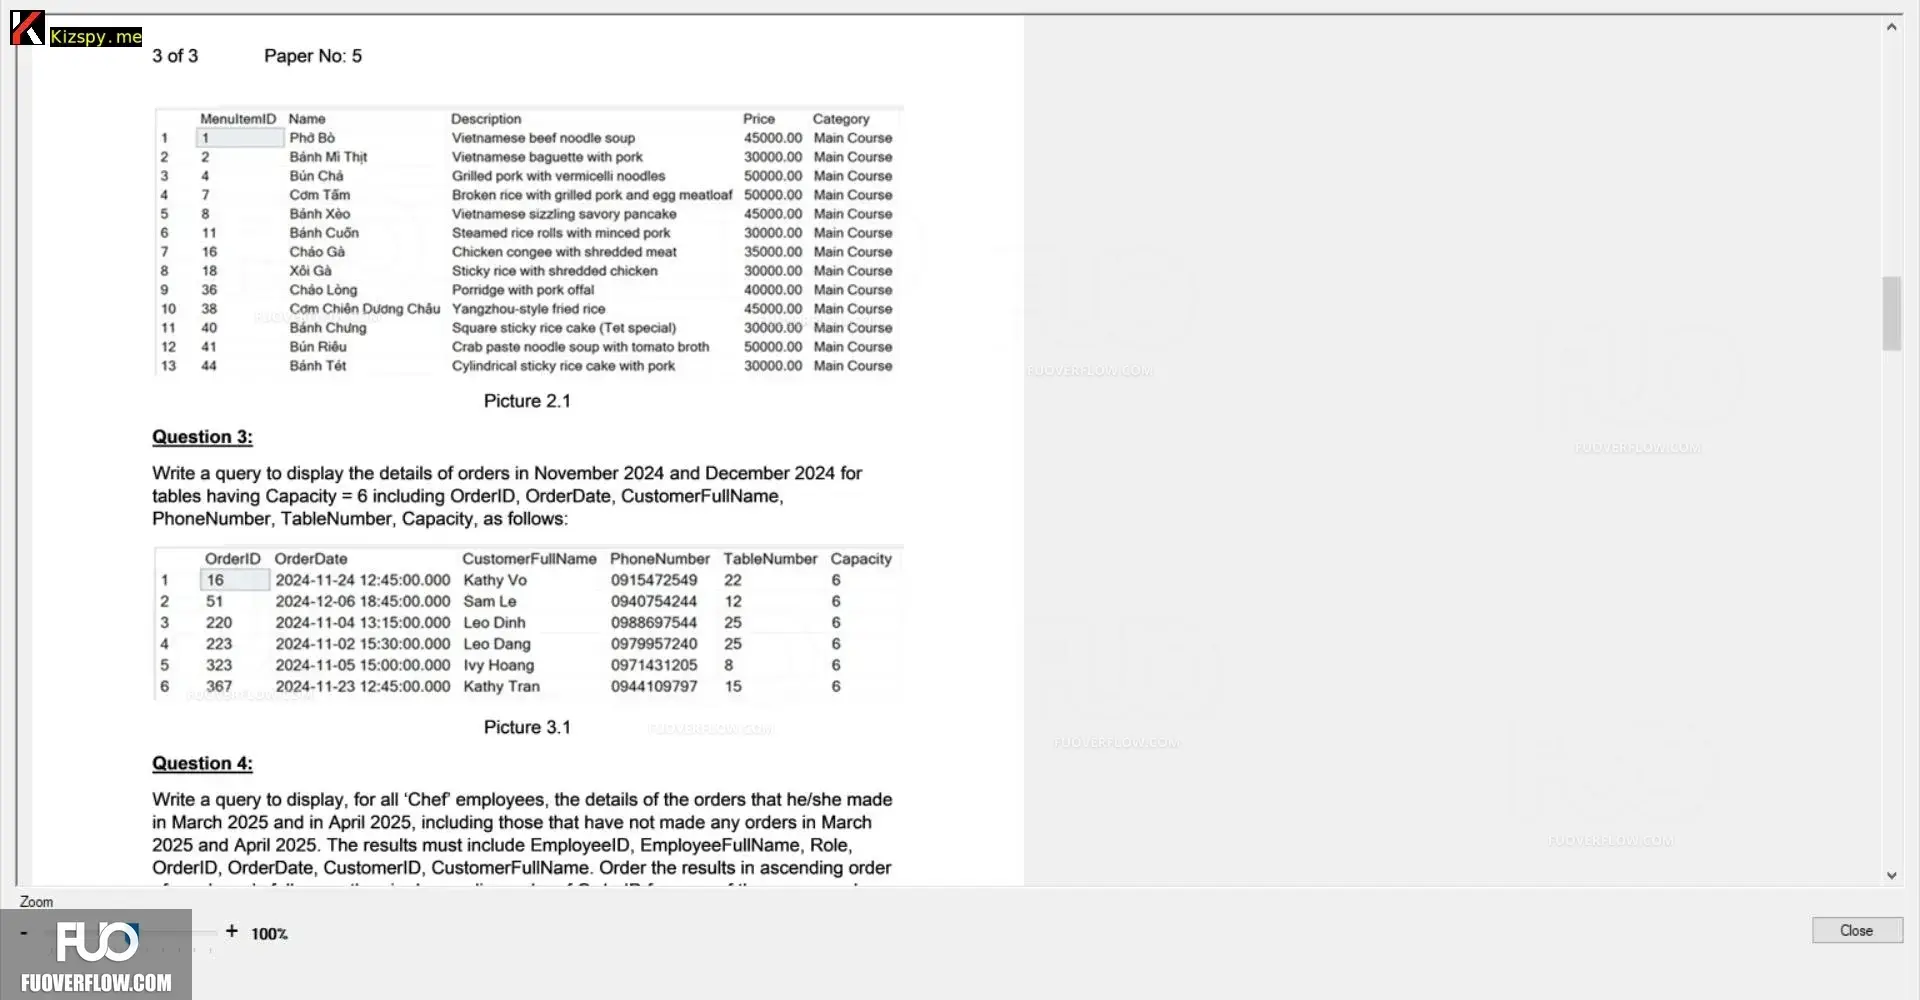 Kizspy.me
3 of 3 Paper No: 5
MenuItemID Name Description Price Category
1 1 Phở Bò Vietnamese beef noodle soup 45000.00 Main Course
2 2 Bánh Mì Thịt Vietnamese baguette with pork 30000.00 Main Course
3 4 Bún Chả Grilled pork with vermicelli noodles 50000.00 Main Course
4 7 Cơm Tấm Broken rice with grilled pork and egg meatloaf 50000.00 Main Course
5 8 Bánh Xèo Vietnamese sizzling savory pancake 45000.00 Main Course
6 11 Bánh Cuốn Steamed rice rolls with minced pork 30000.00 Main Course
7 16 Cháo Gà Chicken congee with shredded meat 35000.00 Main Course
8 18 Xôi Gà Sticky rice with shredded chicken 30000.00 Main Course
9 36 Cháo Lòng Porridge with pork offal 40000.00 Main Course
10 38 Cơm Chiên Dương Châu Yangzhou-style fried rice 45000.00 Main Course
11 40 Bánh Chưng Square sticky rice cake (Tet special) 30000.00 Main Course
12 41 Bún Riêu Crab paste noodle soup with tomato broth 50000.00 Main Course
13 44 Bánh Tét Cylindrical sticky rice cake with pork 30000.00 Main Course
Picture 2.1
Question 3:
Write a query to display the details of orders in November 2024 and December 2024 for
tables having Capacity = 6 including OrderID, OrderDate, CustomerFullName,
PhoneNumber, TableNumber, Capacity, as follows:
OrderID OrderDate CustomerFullName PhoneNumber TableNumber Capacity
1 16 2024-11-24 12:45:00.000 Kathy Vo 0915472549 22 6
2 51 2024-12-06 18:45:00.000 Sam Le 0940754244 12 6
3 220 2024-11-04 13:15:00.000 Leo Dinh 0988697544 25 6
4 223 2024-11-02 15:30:00.000 Leo Dang 0979957240 25 6
5 323 2024-11-05 15:00:00.000 Ivy Hoang 0971431205 8 6
6 367 2024-11-23 12:45:00.000 Kathy Tran 0944109797 15 6
Picture 3.1
Question 4:
Write a query to display, for all ‘Chef’ employees, the details of the orders that he/she made
in March 2025 and in April 2025, including those that have not made any orders in March
2025 and April 2025. The results must include EmployeeID, EmployeeFullName, Role,
OrderID, OrderDate, CustomerID, CustomerFullName. Order the results in ascending order
FUOVERFLOW.COM
FUOVERFLOW.COM
FUOVERFLOW.COM
FUOVERFLOW.COM
FUOVERFLOW.COM
FUOVERFLOW.COM
Zoom
- + 100%
Close
FUO
FUOVERFLOW.COM